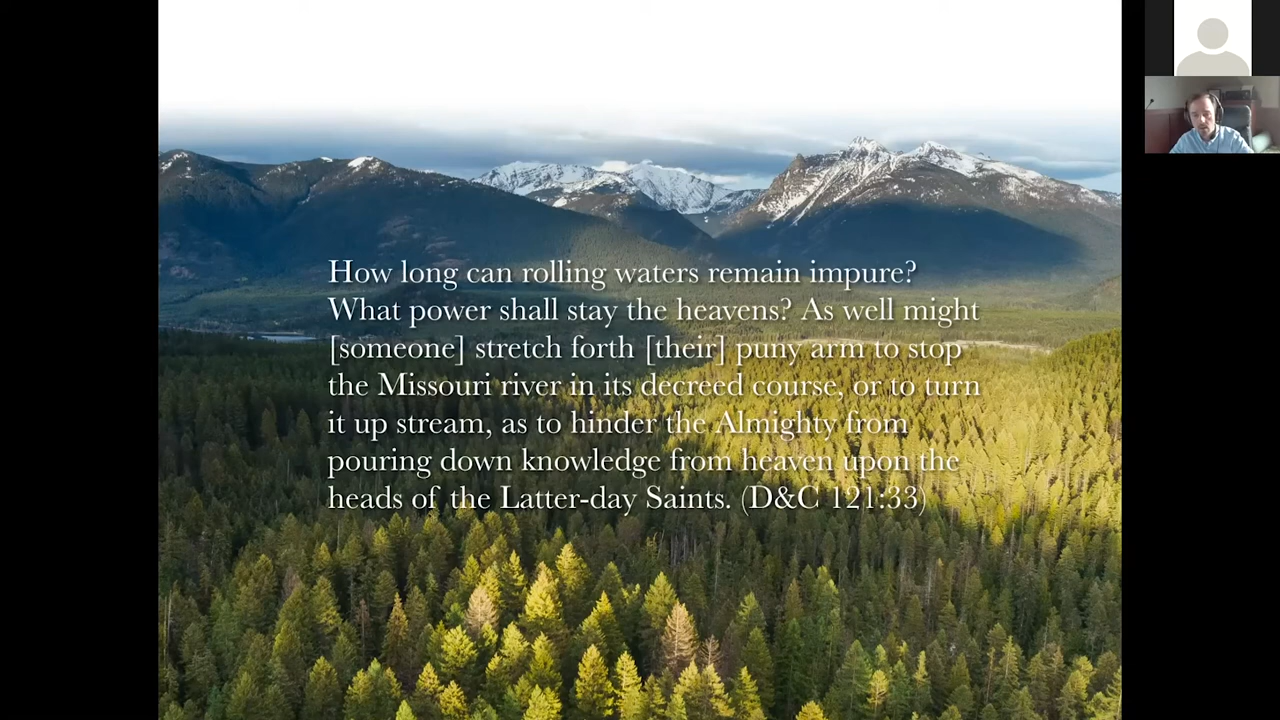 How long can rolling waters remain impure?
What power shall stay the heavens? As well might
[someone] stretch forth [their] puny arm to stop
the Missouri river in its decreed course, or to turn
it up stream, as to hinder the Almighty from
pouring down knowledge from heaven upon the
heads of the Latter-day Saints. (D&C 121:33)